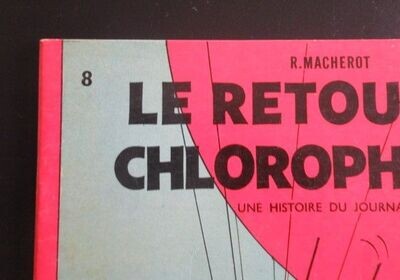 R.MACHEROT
8
LE RETOU
CHLOROPH
UNE HISTOIRE DU JOURNA